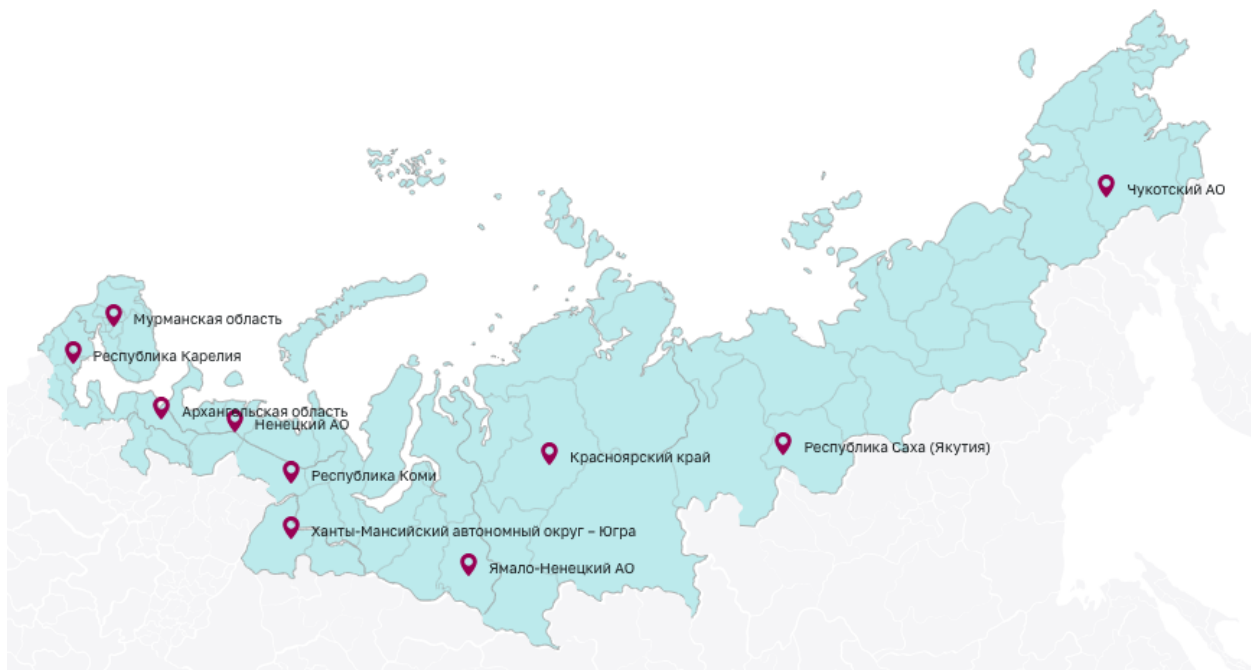 Чукотский АО
Мурманская область
Республика Карелия
Архангельская область
Ненецкий АО
Республика Саха (Якутия)
Красноярский край
Республика Коми
Ханты-Мансийский автономный округ – Югра
Ямало-Ненецкий АО